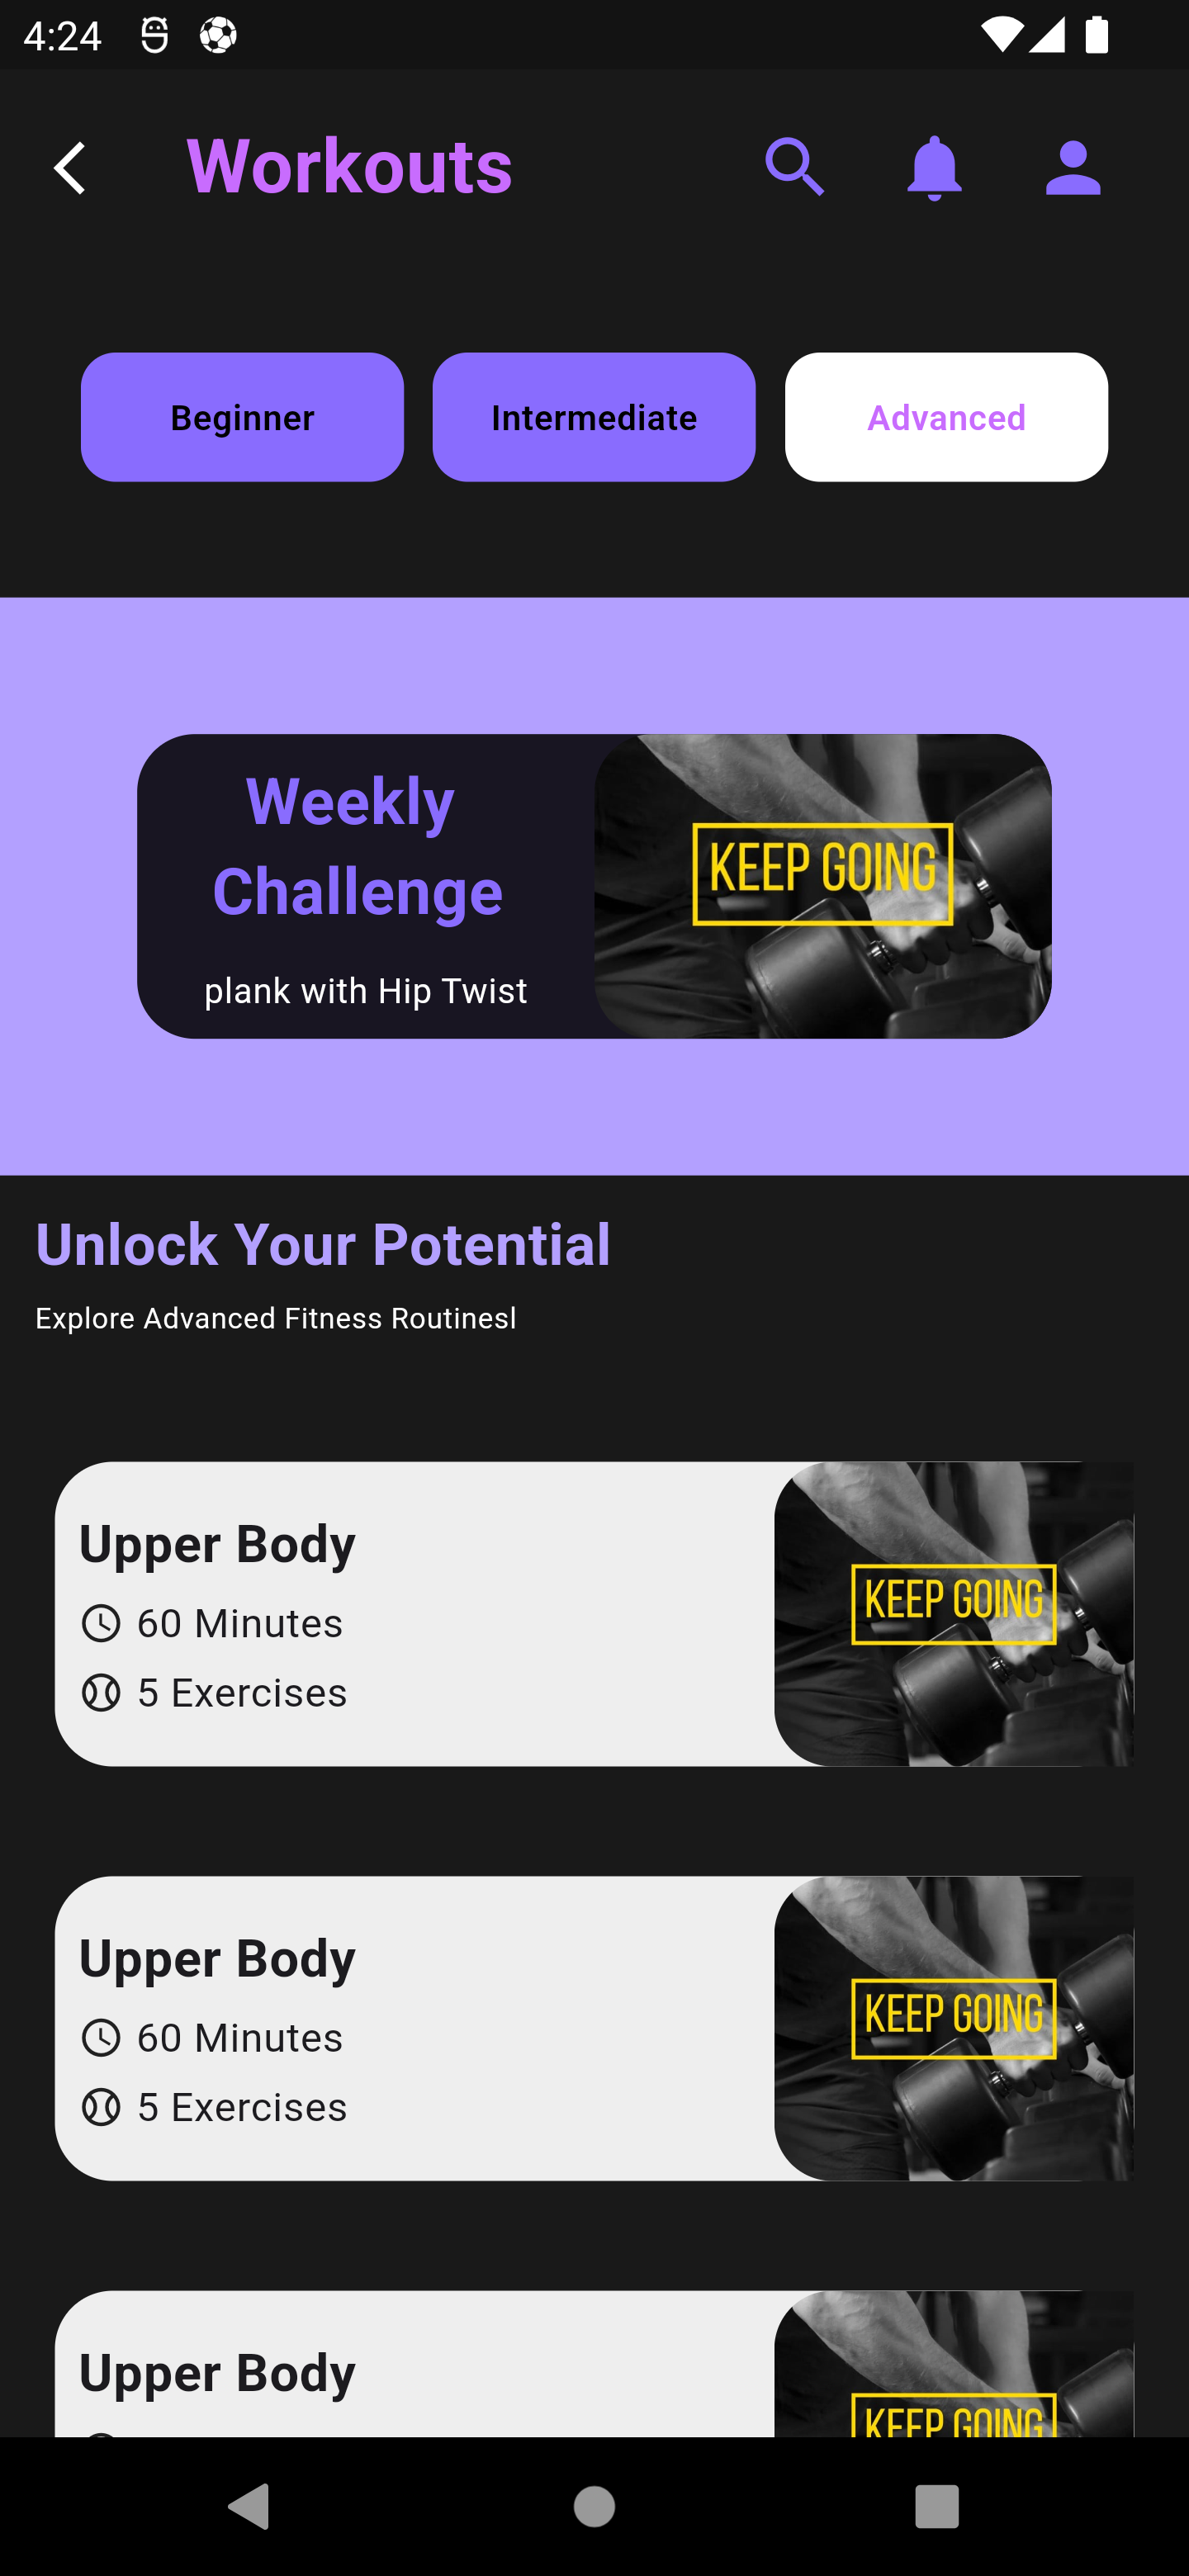 4:24
Workouts
Beginner
Intermediate
Advanced
Weekly
Challenge
plank with Hip Twist
KEEP GOING
Unlock Your Potential
Explore Advanced Fitness Routinesl
Upper Body
60 Minutes
5 Exercises
KEEP GOING
Upper Body
60 Minutes
5 Exercises
KEEP GOING
Upper Body
KEEP GOING